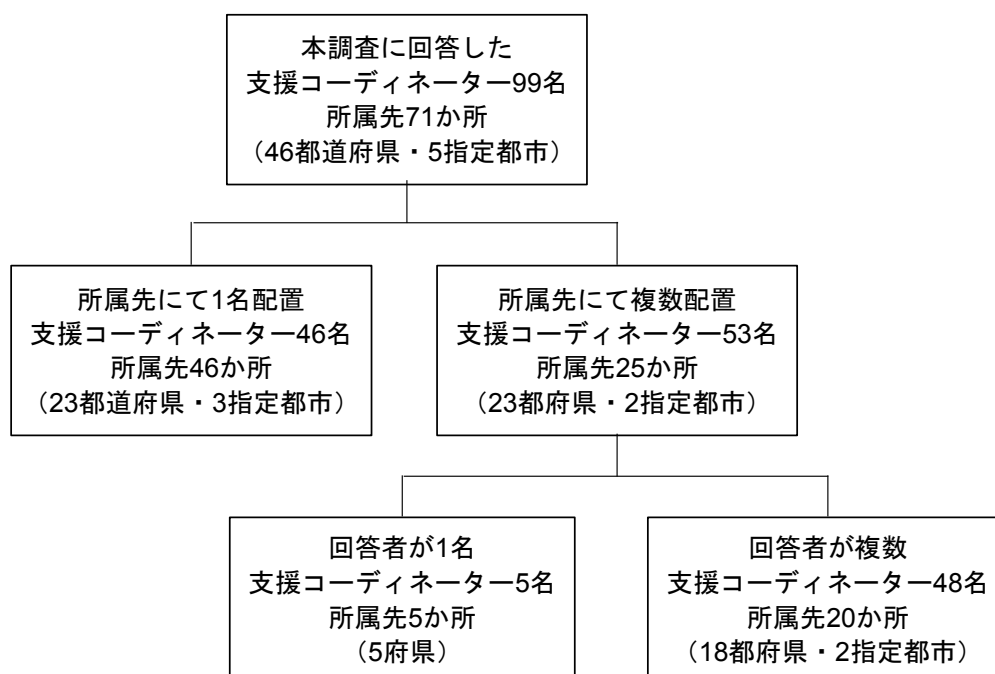 本調査に回答した
支援コーディネーター99名
所属先71か所
（46都道府県・5指定都市）
所属先にて1名配置
支援コーディネーター46名
所属先46か所
（23都道府県・3指定都市）
所属先にて複数配置
支援コーディネーター53名
所属先25か所
（23都府県・2指定都市）
回答者が1名
支援コーディネーター5名
所属先5か所
（5府県）
回答者が複数
支援コーディネーター48名
所属先20か所
（18都府県・2指定都市）